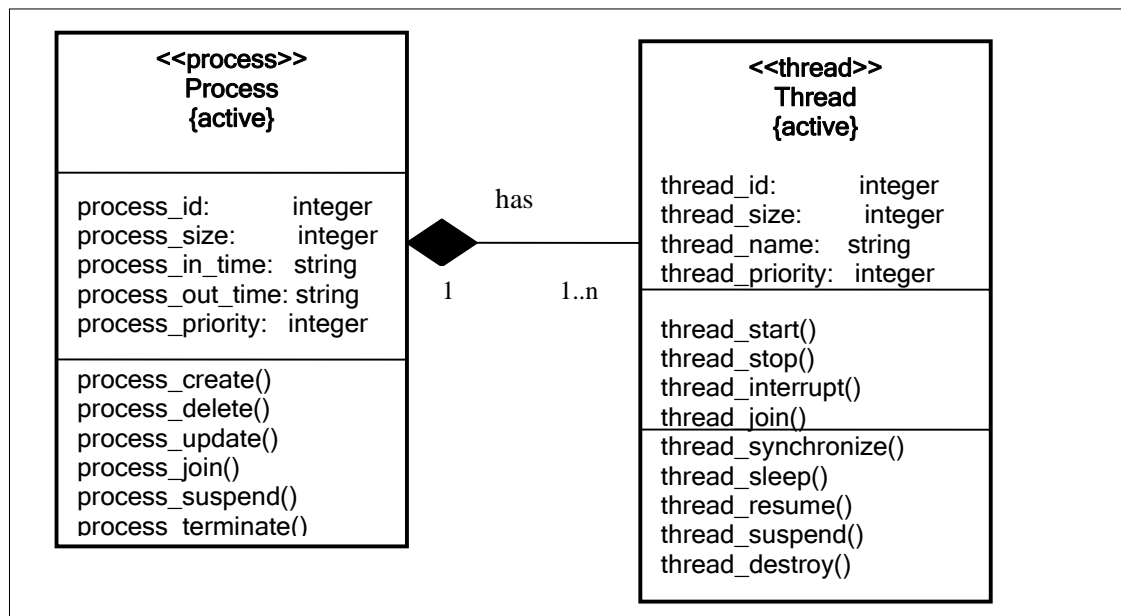 <<process>>
Process
{active}
process_id: integer
process_size: integer
process_in_time: string
process_out_time: string
process_priority: integer
process_create()
process_delete()
process_update()
process_join()
process_suspend()
process_terminate()
has
1
1..n
<<thread>>
Thread
{active}
thread_id: integer
thread_size: integer
thread_name: string
thread_priority: integer
thread_start()
thread_stop()
thread_interrupt()
thread_join()
thread_synchronize()
thread_sleep()
thread_resume()
thread_suspend()
thread_destroy()